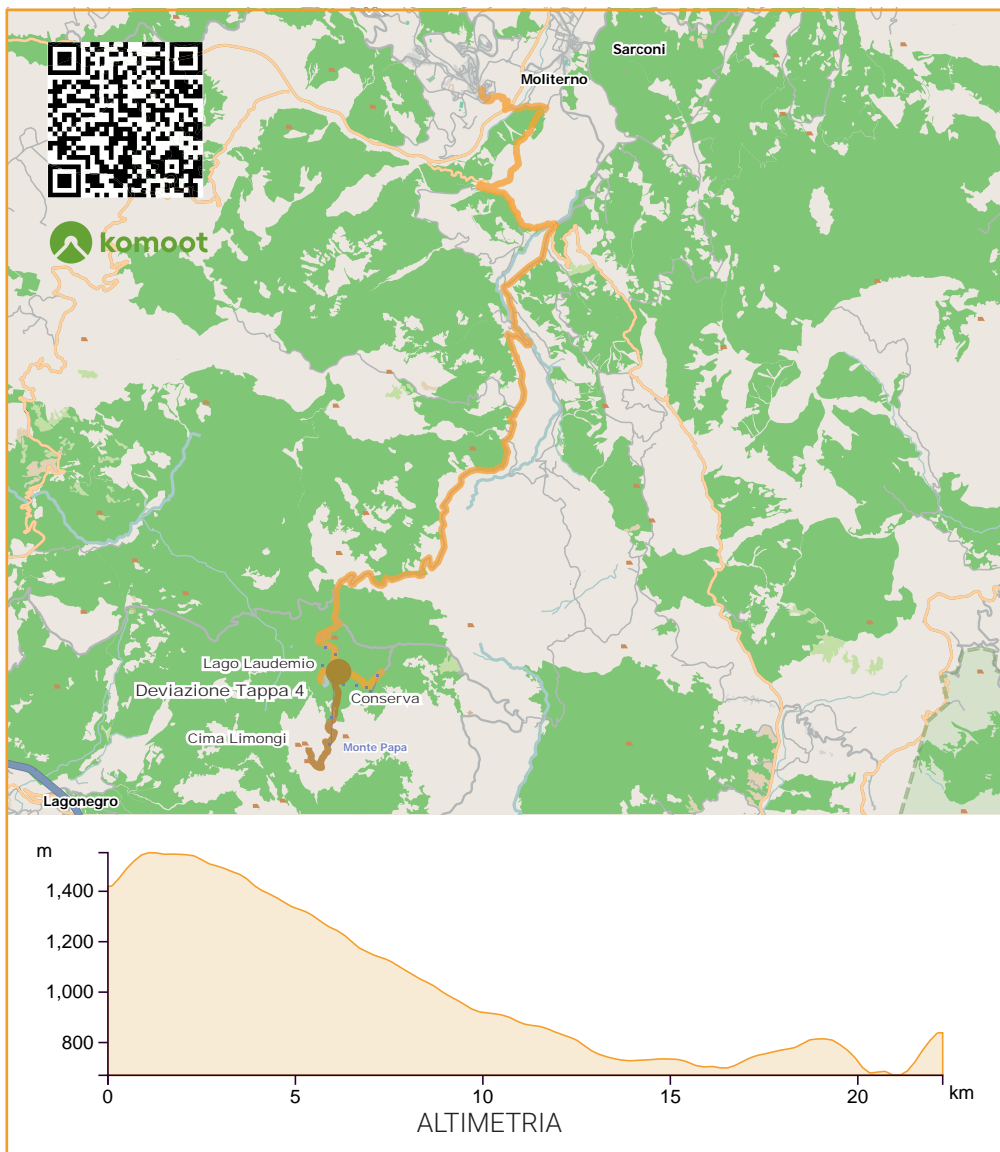 Sarconi
Moliterno
komoot
Lago Laudemio
Deviazione Tappa 4
Conserva
Cima Limongi
Monte Papa
Lagonegro
m
1,400
1,200
1,000
800
0
5
10
15
20
km
ALTIMETRIA